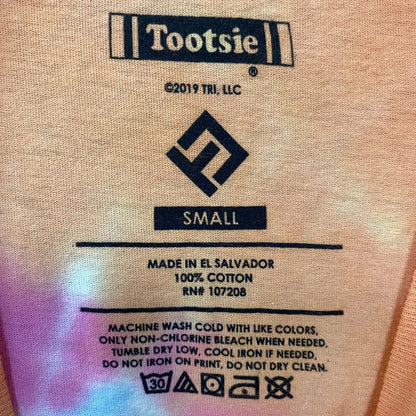 Tootsie®
©2019 TRI, LLC
SMALL
MADE IN EL SALVADOR
100% COTTON
RN# 107208
MACHINE WASH COLD WITH LIKE COLORS,
ONLY NON-CHLORINE BLEACH WHEN NEEDED,
TUMBLE DRY LOW, COOL IRON IF NEEDED,
DO NOT IRON ON PRINT, DO NOT DRY CLEAN.
30